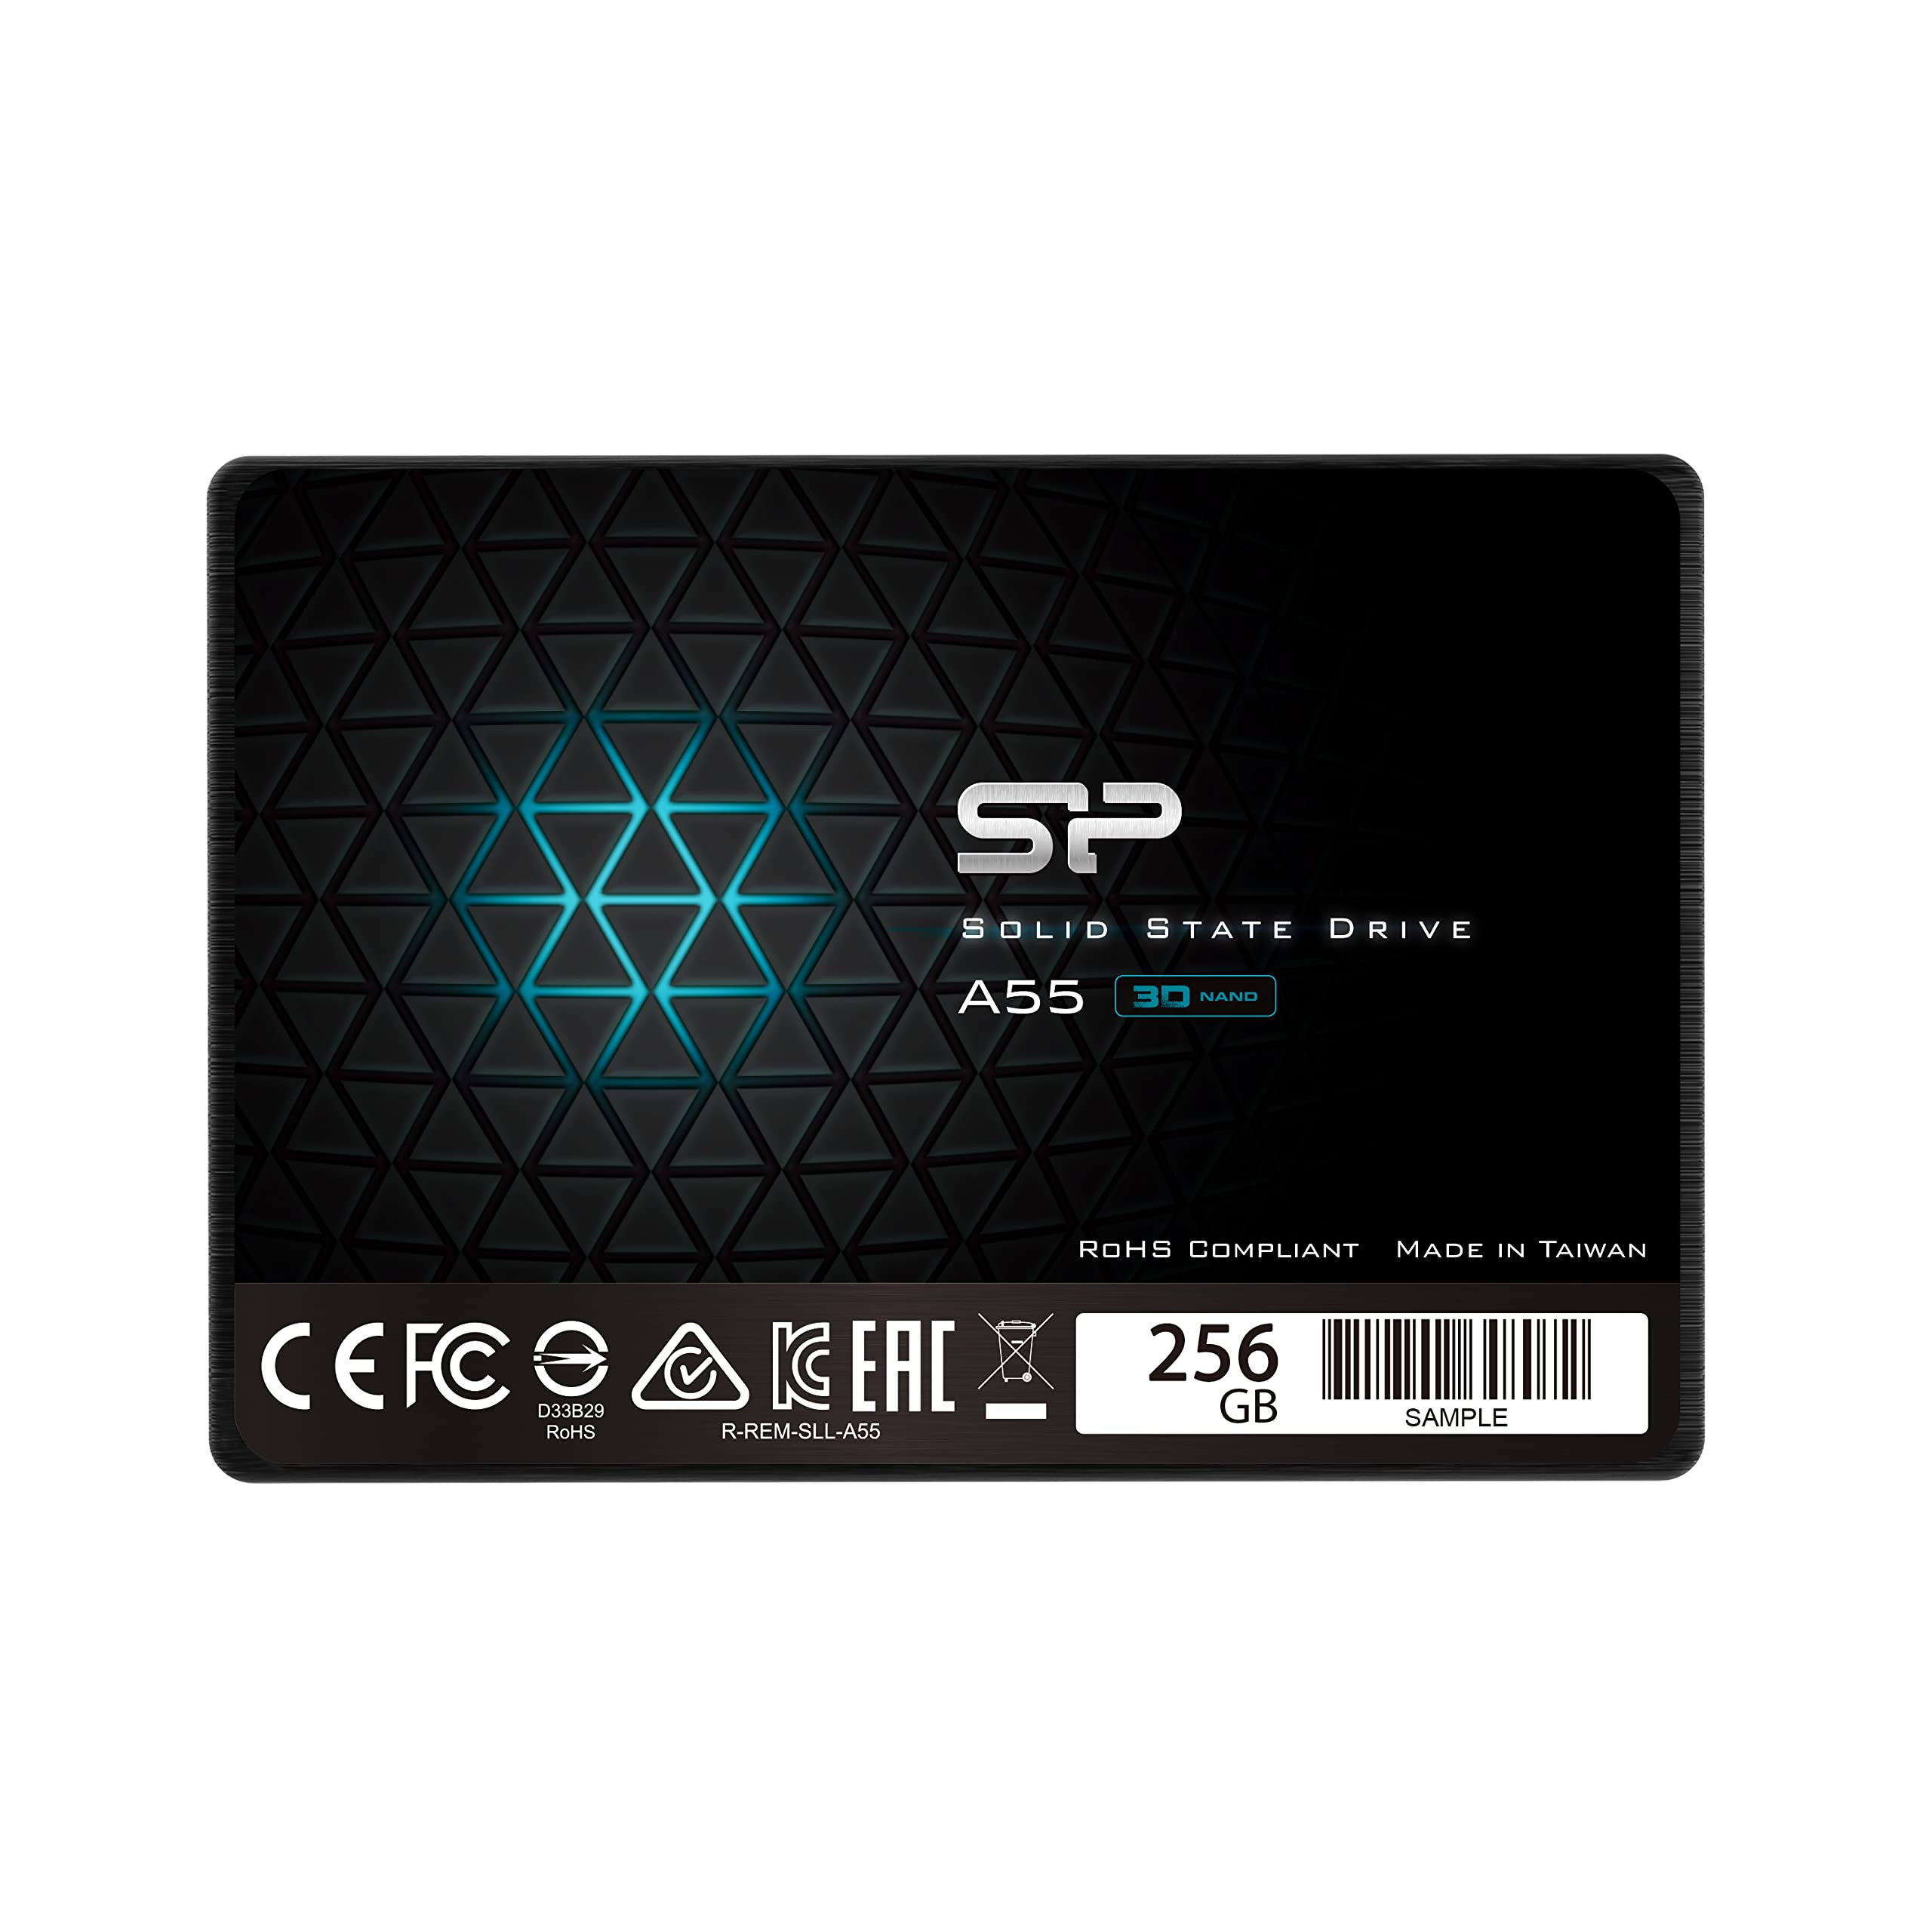 SP
SOLID STATE DRIVE
A55 3D NAND
ROHS COMPLIANT MADE IN TAIWAN
CE FC D33B29 RoHS R-REM-SLL-A55 KC EAC
256
GB
SAMPLE